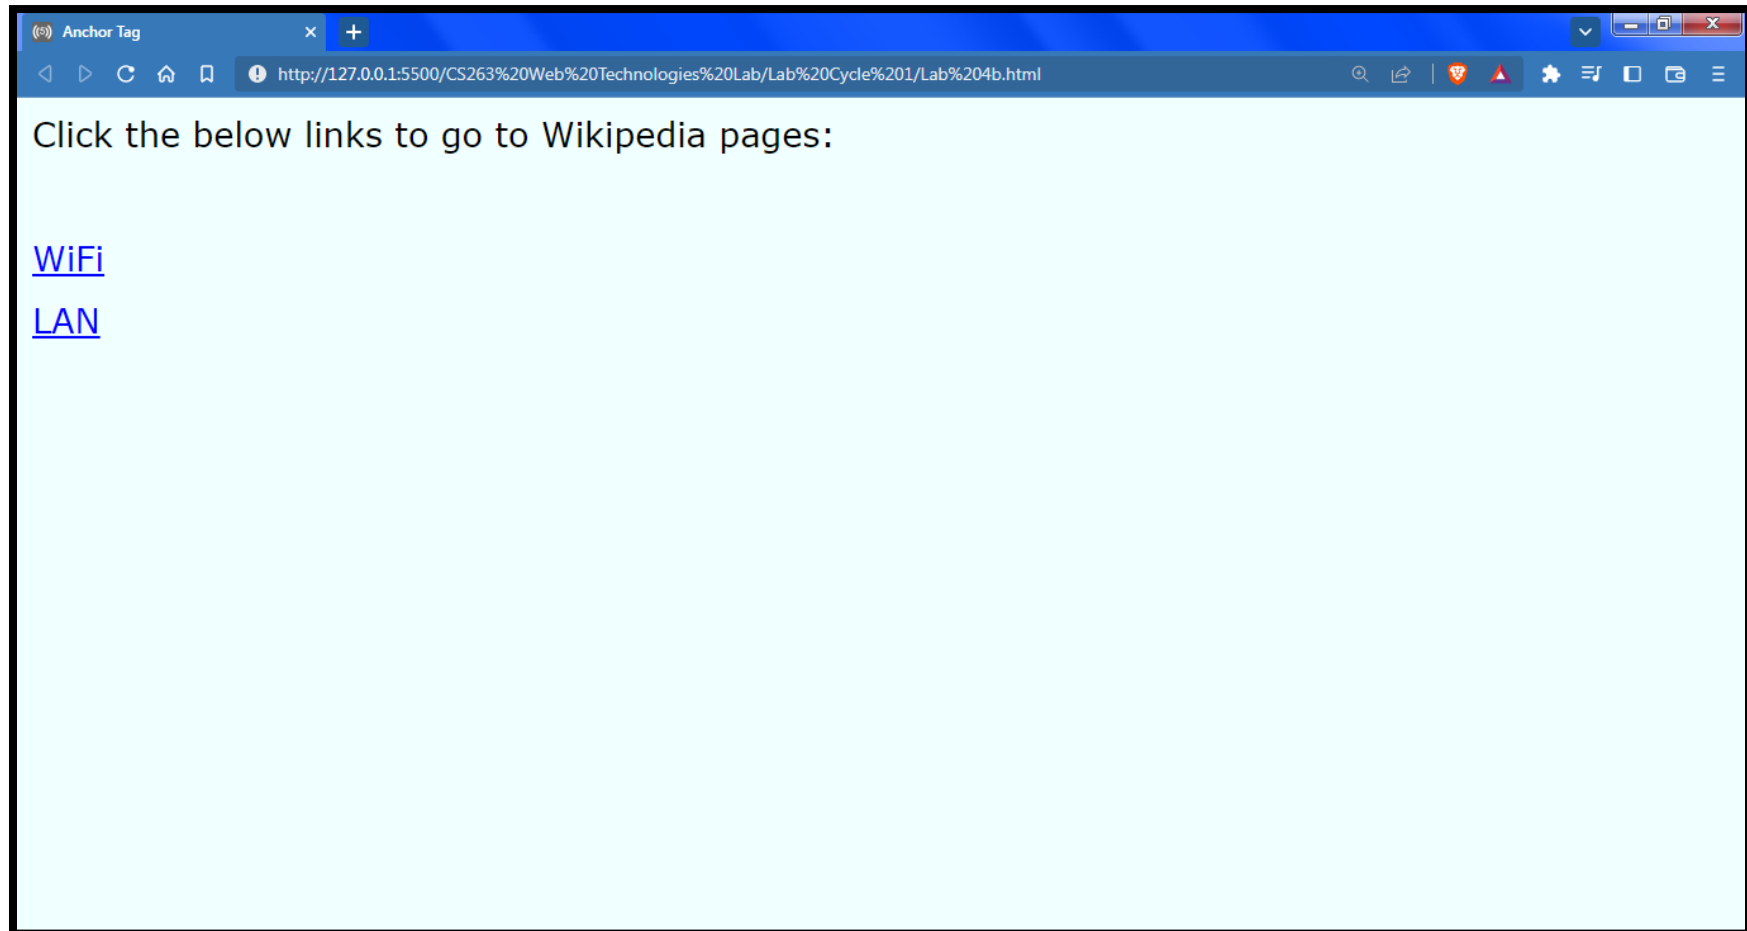 Anchor Tag
http://127.0.0.1:5500/CS263%20Web%20Technologies%20Lab/Lab%20Cycle%201/Lab%204b.html
Click the below links to go to Wikipedia pages:
WiFi
LAN